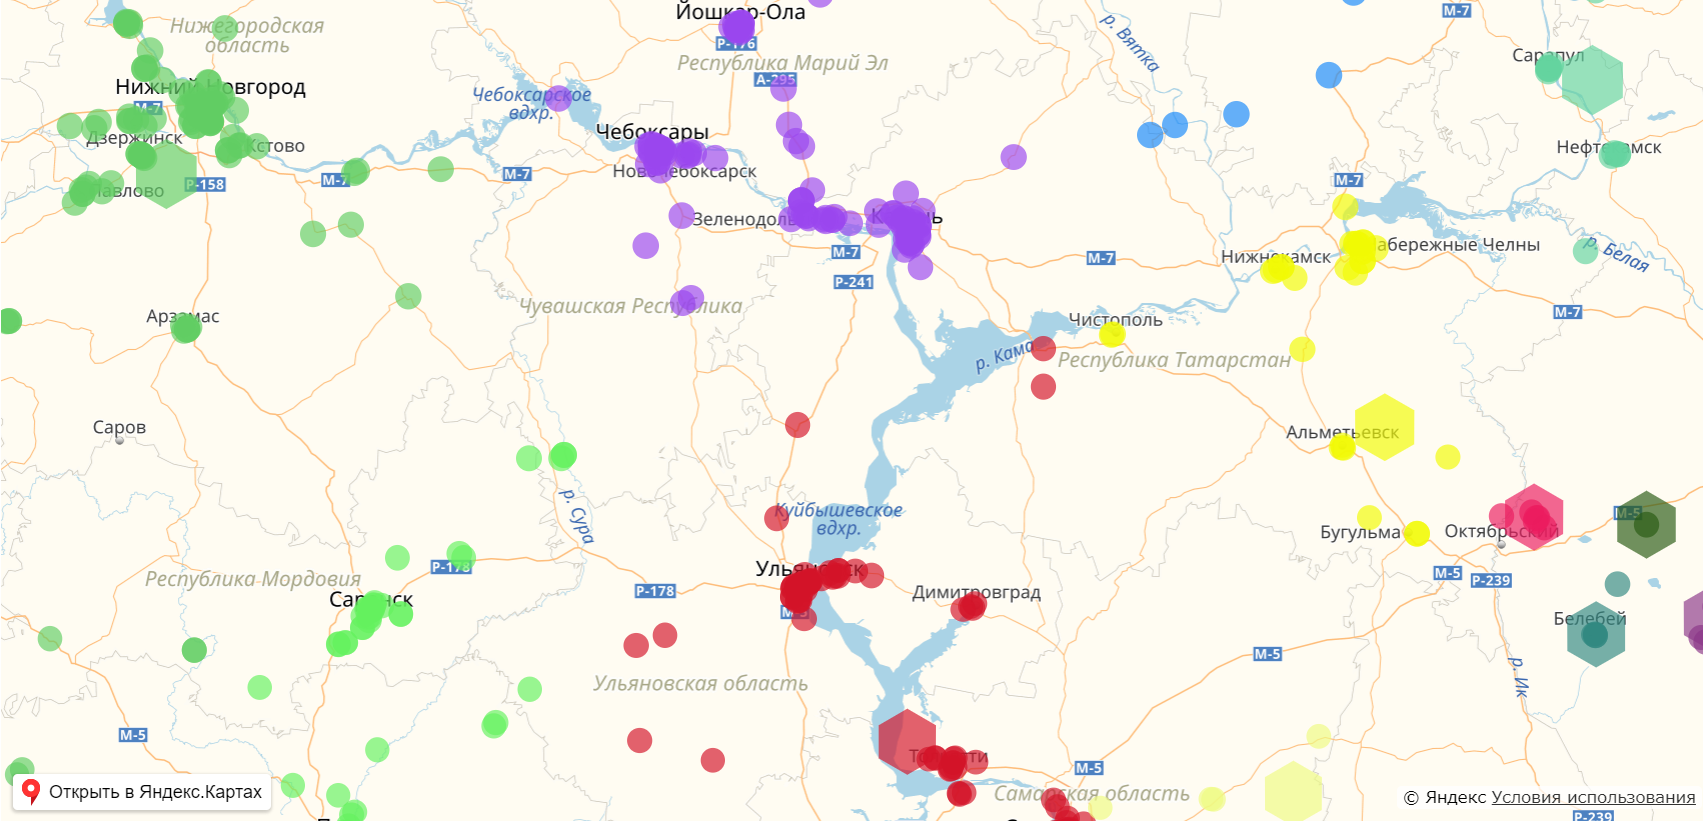 Йошкар-Ола
М-7
Нижегородская
область
р. Вятка
Р-176
Сарапул
Республика Марий Эл
А-295
Нижний Новгород
Чебоксарское
вдхр.
М-7
Чебоксары
Дзержинск
Кстово
Нефтекамск
Новочебоксарск
М-7
М-7
М-7
Р-158
Павлово
Зеленодольск
Казань
Набережные Челны
М-7
М-7
Нижнекамск
р. Белая
Р-241
Чувашская Республика
М-7
Арзамас
Чистополь
р. Кама
Республика Татарстан
Саров
Альметьевск
р. Сура
Куйбышевское
вдхр.
М-5
Бугульма
Октябрьский
Республика Мордовия
Р-178
Ульяновск
М-5
Р-239
Саранск
Р-178
Димитровград
М-5
Белебей
М-5
р. Ик
Ульяновская область
М-5
Тольятти
М-5
Открыть в Яндекс.Картах
Самарская область
© Яндекс Условия использования
Р-239